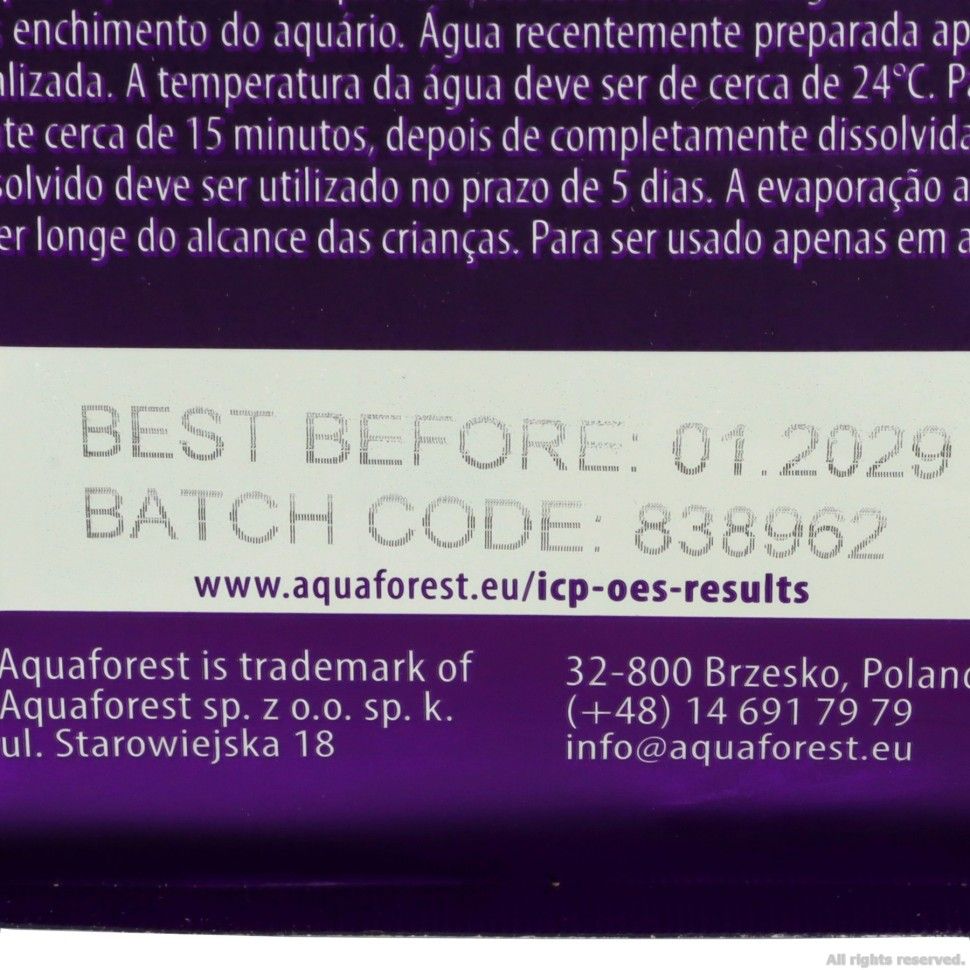 enchimento do aquário. Água recentemente preparada ap
lizada. A temperatura da água deve ser de cerca de 24°C. Pa
te cerca de 15 minutos, depois de completamente dissolvida
solvido deve ser utilizado no prazo de 5 dias. A evaporação a
er longe do alcance das crianças. Para ser usado apenas em a
BEST BEFORE: 01.2029
BATCH CODE: 838962
www.aquaforest.eu/icp-oes-results
Aquaforest is trademark of
Aquaforest sp. z o.o. sp. k.
ul. Starowiejska 18
32-800 Brzesko, Poland
(+48) 14 691 79 79
info@aquaforest.eu
All rights reserved.